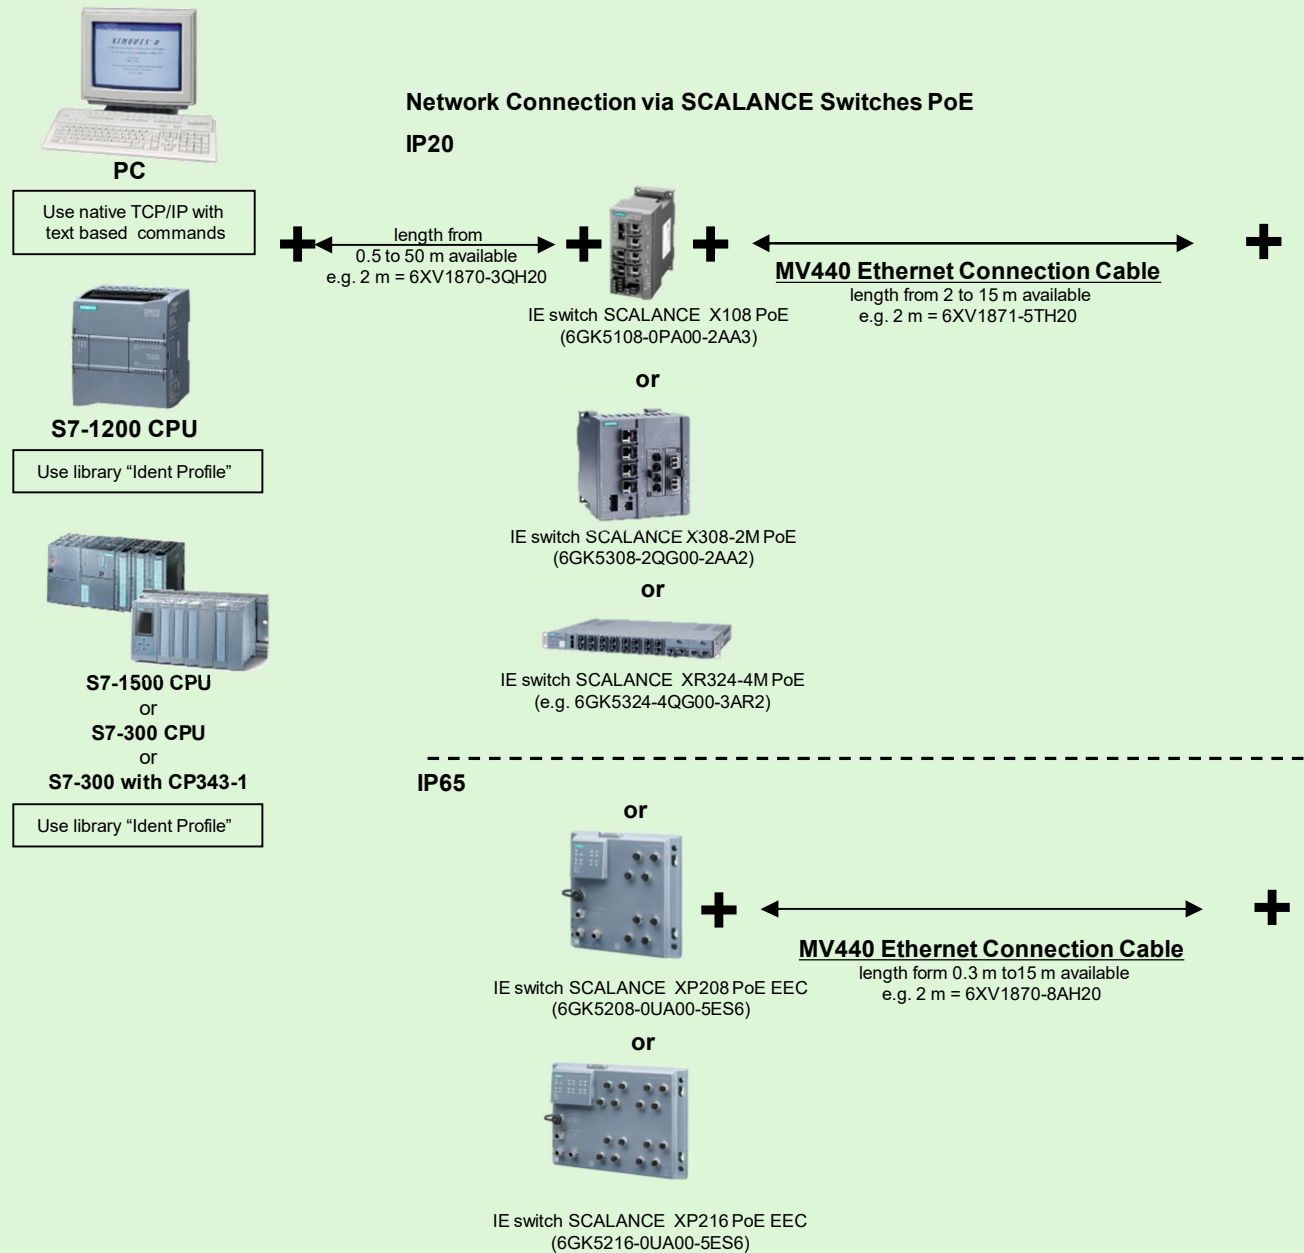 SIMOVIS D
PC
Use native TCP/IP with
text based commands
S7-1200 CPU
Use library “Ident Profile”
S7-1500 CPU
or
S7-300 CPU
or
S7-300 with CP343-1
Use library “Ident Profile”
Network Connection via SCALANCE Switches PoE
IP20
+
length from
0.5 to 50 m available
e.g. 2 m = 6XV1870-3QH20
+
+
MV440 Ethernet Connection Cable
length from 2 to 15 m available
e.g. 2 m = 6XV1871-5TH20
+
IE switch SCALANCE X108 PoE
(6GK5108-0PA00-2AA3)
or
IE switch SCALANCE X308-2M PoE
(6GK5308-2QG00-2AA2)
or
IE switch SCALANCE XR324-4M PoE
(e.g. 6GK5324-4QG00-3AR2)
IP65
or
+
MV440 Ethernet Connection Cable
length form 0.3 m to15 m available
e.g. 2 m = 6XV1870-8AH20
+
IE switch SCALANCE XP208 PoE EEC
(6GK5208-0UA00-5ES6)
or
IE switch SCALANCE XP216 PoE EEC
(6GK5216-0UA00-5ES6)